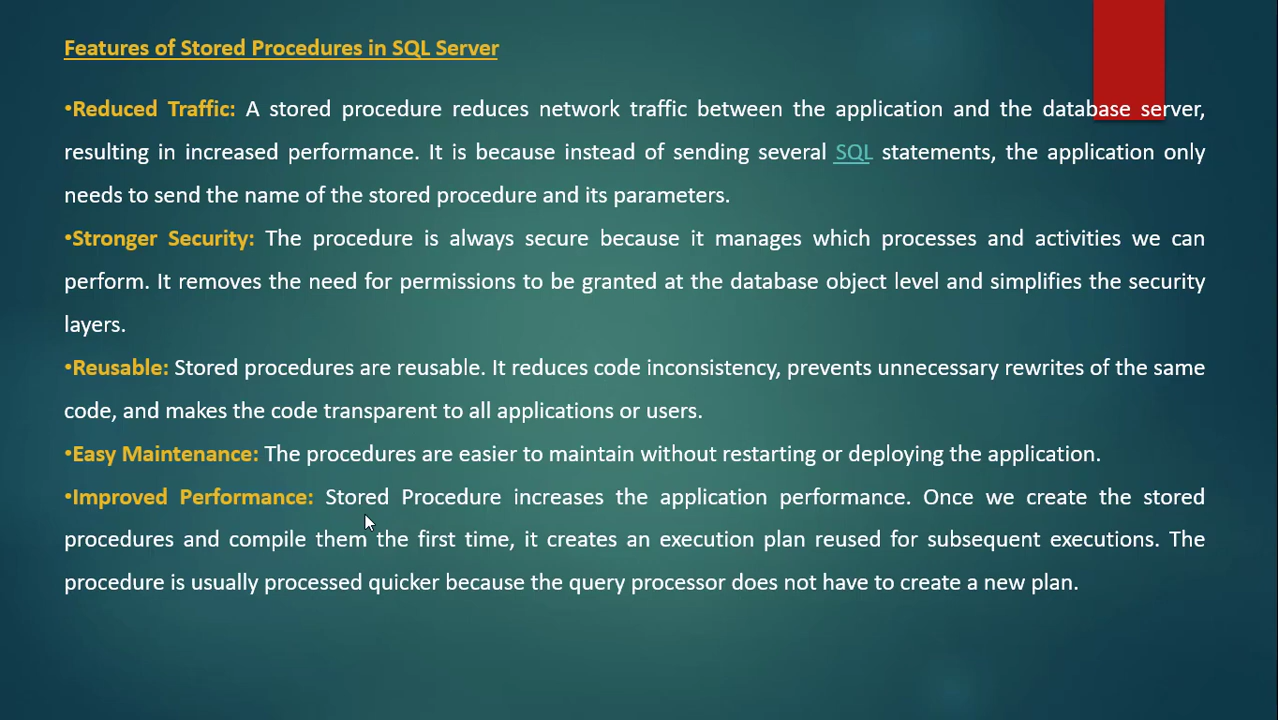 Features of Stored Procedures in SQL Server
•Reduced Traffic: A stored procedure reduces network traffic between the application and the database server,
resulting in increased performance. It is because instead of sending several SQL statements, the application only
needs to send the name of the stored procedure and its parameters.
•Stronger Security: The procedure is always secure because it manages which processes and activities we can
perform. It removes the need for permissions to be granted at the database object level and simplifies the security
layers.
•Reusable: Stored procedures are reusable. It reduces code inconsistency, prevents unnecessary rewrites of the same
code, and makes the code transparent to all applications or users.
•Easy Maintenance: The procedures are easier to maintain without restarting or deploying the application.
•Improved Performance: Stored Procedure increases the application performance. Once we create the stored
procedures and compile them the first time, it creates an execution plan reused for subsequent executions. The
procedure is usually processed quicker because the query processor does not have to create a new plan.